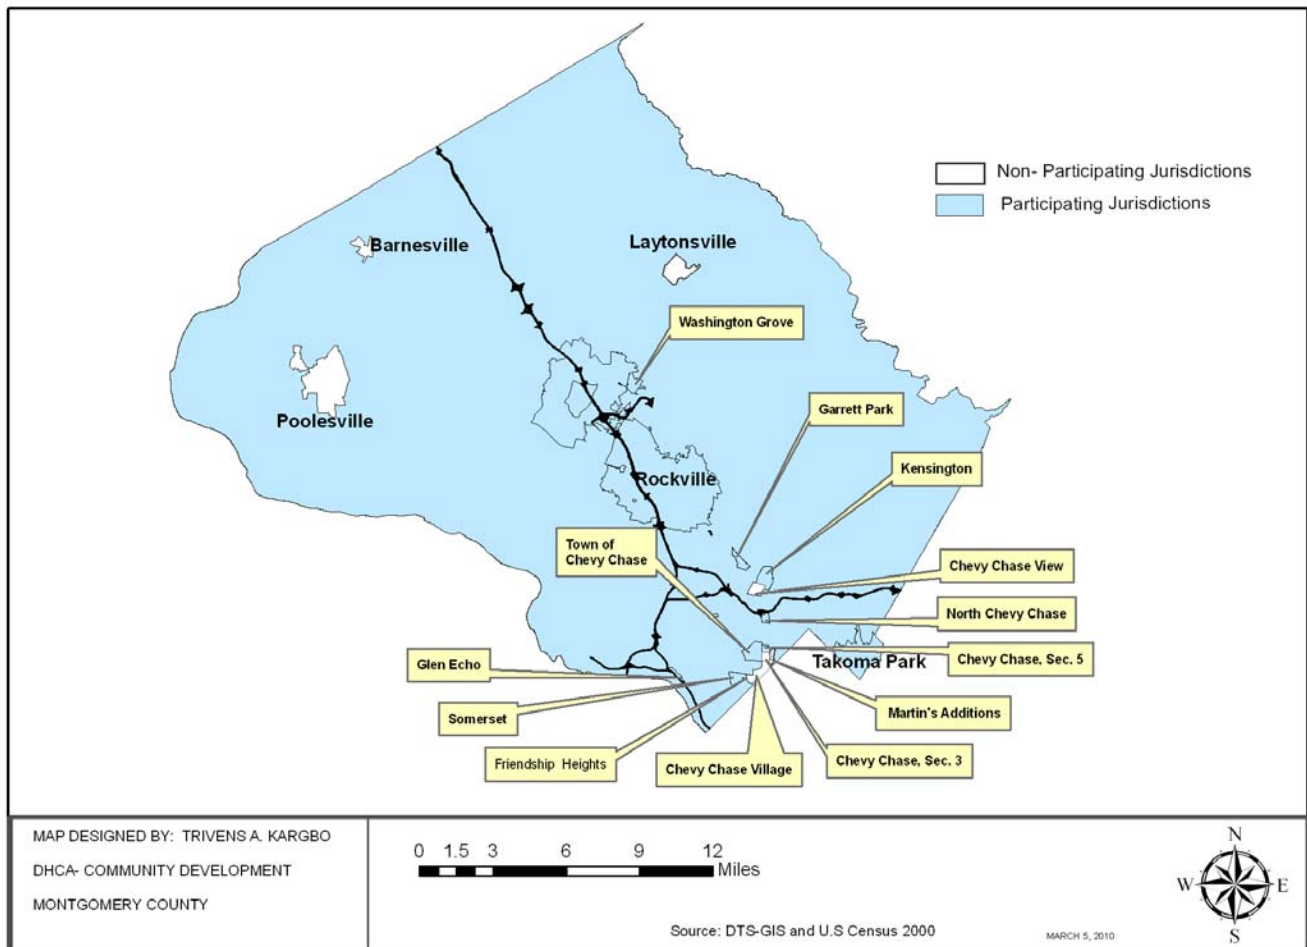 Non- Participating Jurisdictions
Participating Jurisdictions
Barnesville
Laytonsville
Washington Grove
Poolesville
Garrett Park
Rockville
Kensington
Town of
Chevy Chase
Chevy Chase View
North Chevy Chase
Glen Echo
Takoma Park
Chevy Chase, Sec. 5
Somerset
Martin's Additions
Friendship Heights
Chevy Chase Village
Chevy Chase, Sec. 3
MAP DESIGNED BY: TRIVENS A. KARGBO
DHCA- COMMUNITY DEVELOPMENT
MONTGOMERY COUNTY
0 1.5 3 6 9 12
Miles
Source: DTS-GIS and U.S Census 2000
MARCH 5, 2010
N
W E
S